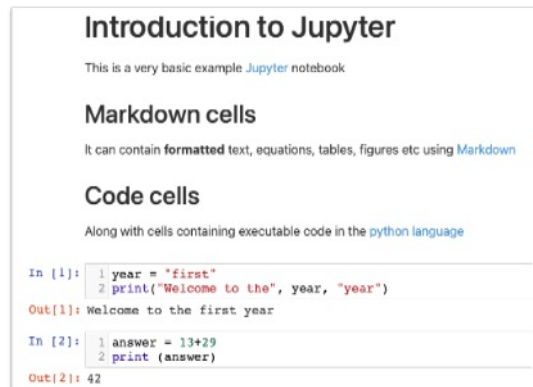 Introduction to Jupyter
This is a very basic example Jupyter notebook
Markdown cells
It can contain formatted text, equations, tables, figures etc using Markdown
Code cells
Along with cells containing executable code in the python language
In [1]: 1 year = "first"
2 print("Welcome to the", year, "year")
Out[1]: Welcome to the first year
In [2]: 1 answer = 13+29
2 print (answer)
Out[2]: 42